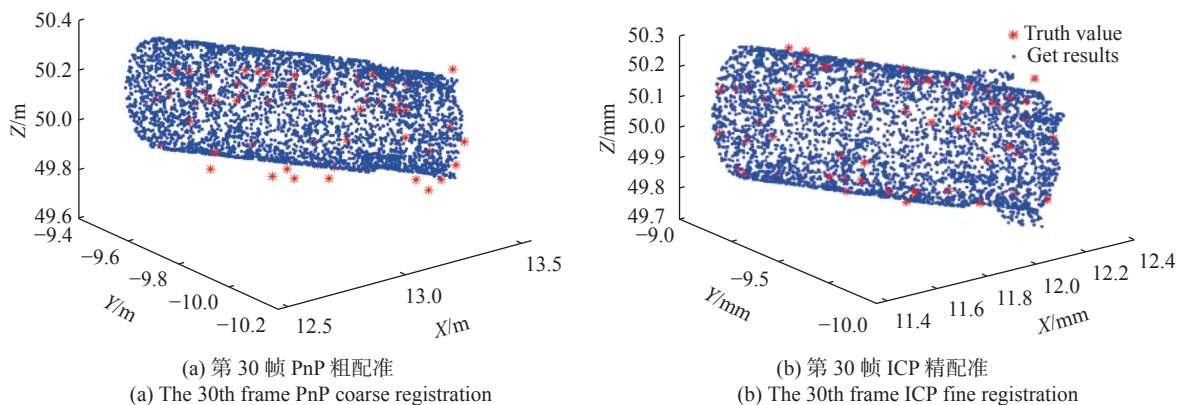 50.4
50.2
50.0
49.8
49.6
Z/m
−9.4
−9.6
−9.8
−10.0
−10.2
Y/m
12.5
13.0
13.5
X/m
(a) 第 30 帧 PnP 粗配准
(a) The 30th frame PnP coarse registration
Truth value
Get results
50.3
50.2
50.1
50.0
49.9
49.8
49.7
Z/mm
−9.0
−9.5
−10.0
Y/mm
11.4
11.6
11.8
12.0
12.2
12.4
X/mm
(b) 第 30 帧 ICP 精配准
(b) The 30th frame ICP fine registration